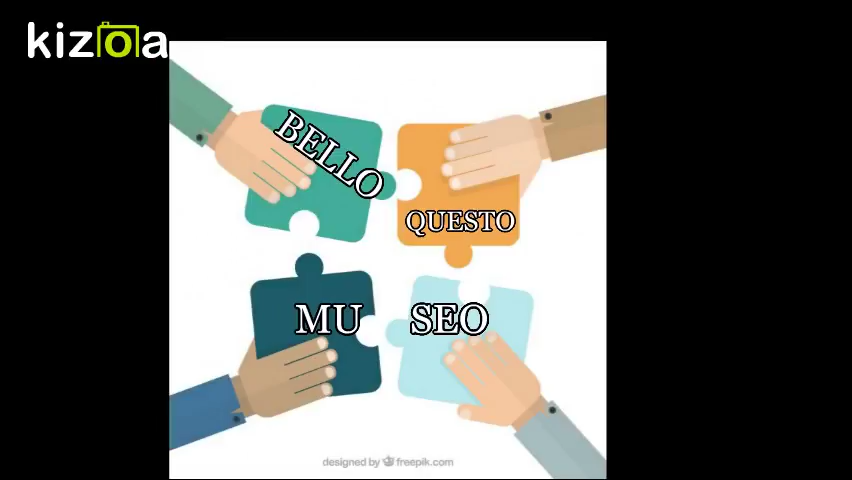 kizoa
BELLO
QUESTO
MU SEO
designed by freepik.com